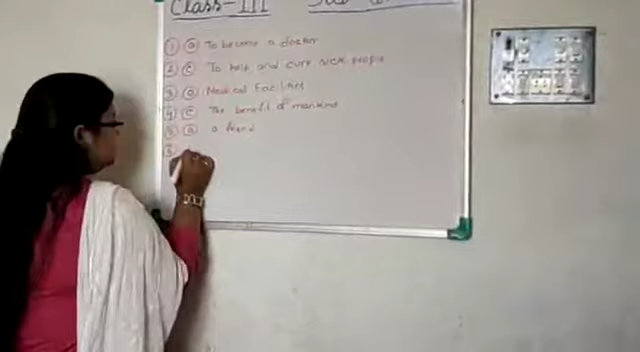 Class-III
① ⓐ To become a doctor
② ⓒ To help and cure sick people
③ ⓐ Medical Facilities
④ ⓒ The benefit of mankind
⑤ ⓐ a friend
⑥